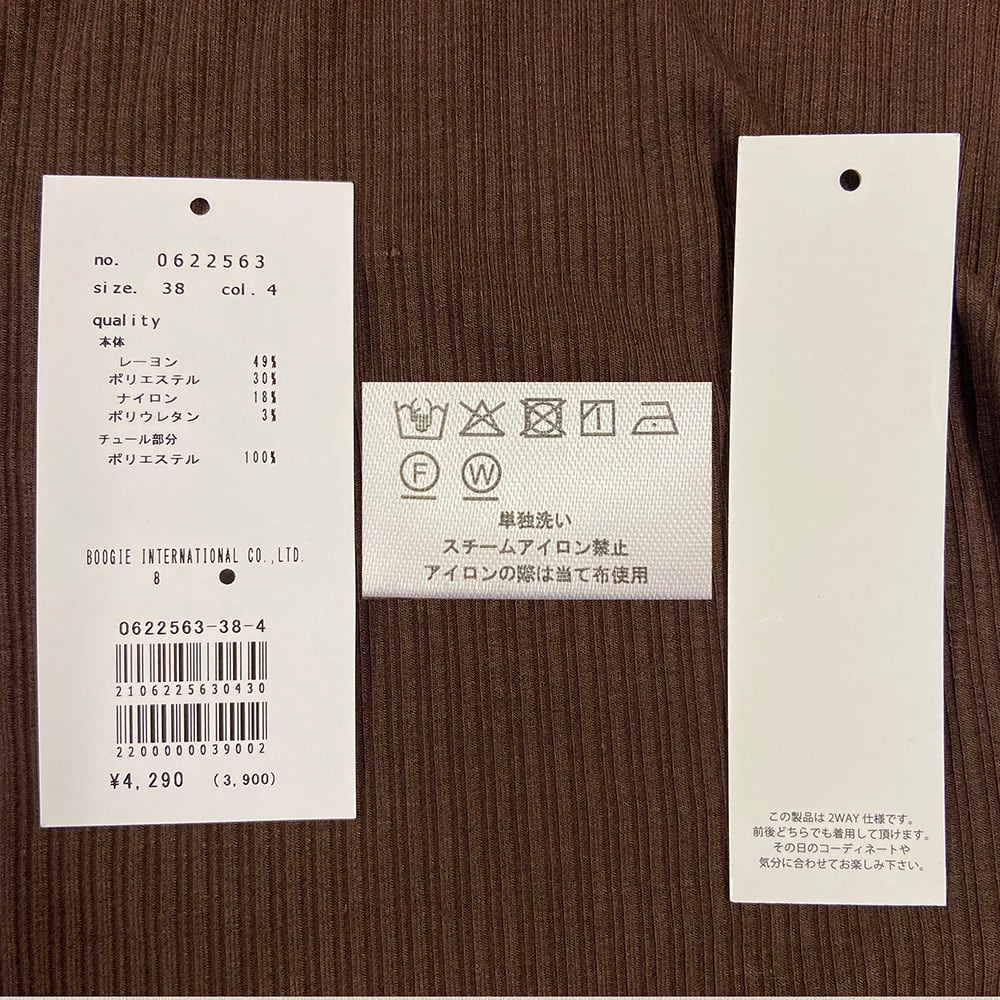 no. 0622563
size. 38 col. 4
quality
本体
レーヨン 49%
ポリエステル 30%
ナイロン 18%
ポリウレタン 3%
チュール部分
ポリエステル 100%
BOOGIE INTERNATIONAL CO.,LTD.
8
0622563-38-4
2106225630430
2200000039002
¥4,290 (3,900)
F W
単独洗い
スチームアイロン禁止
アイロンの際は当て布使用
この製品は 2WAY 仕様です。
前後どちらでも着用して頂けます。
その日のコーディネートや
気分に合わせてお楽しみ下さい。